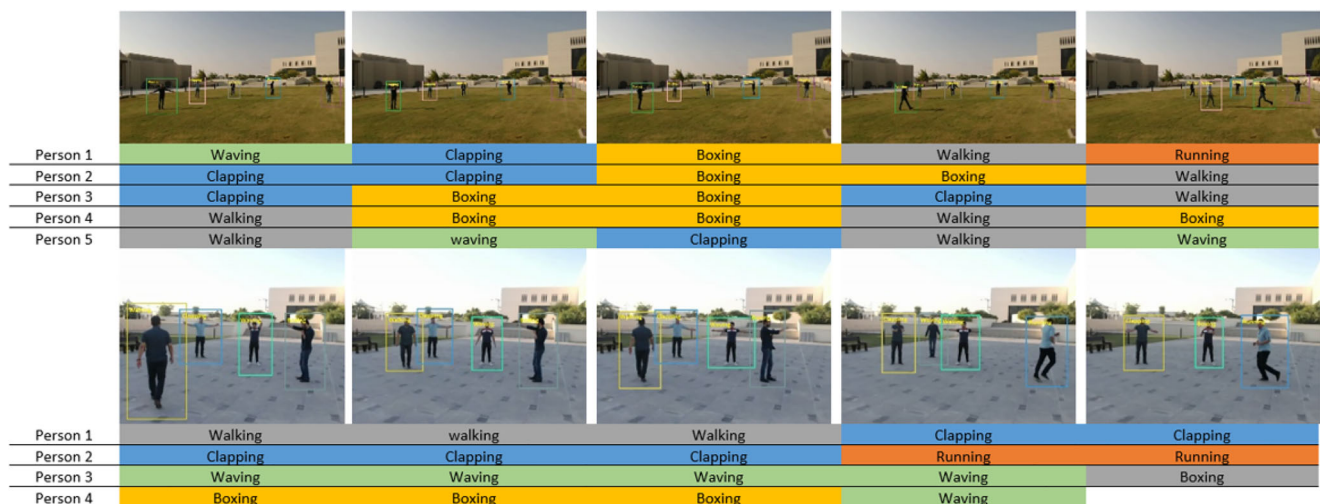 Person 1 Waving Clapping Boxing Walking Running
Person 2 Clapping Clapping Boxing Boxing Walking
Person 3 Clapping Boxing Boxing Clapping Walking
Person 4 Walking Boxing Boxing Walking Boxing
Person 5 Walking waving Clapping Walking Waving
Person 1 Walking walking Walking Clapping Clapping
Person 2 Clapping Clapping Clapping Running Running
Person 3 Waving Waving Waving Waving Boxing
Person 4 Boxing Boxing Boxing Waving